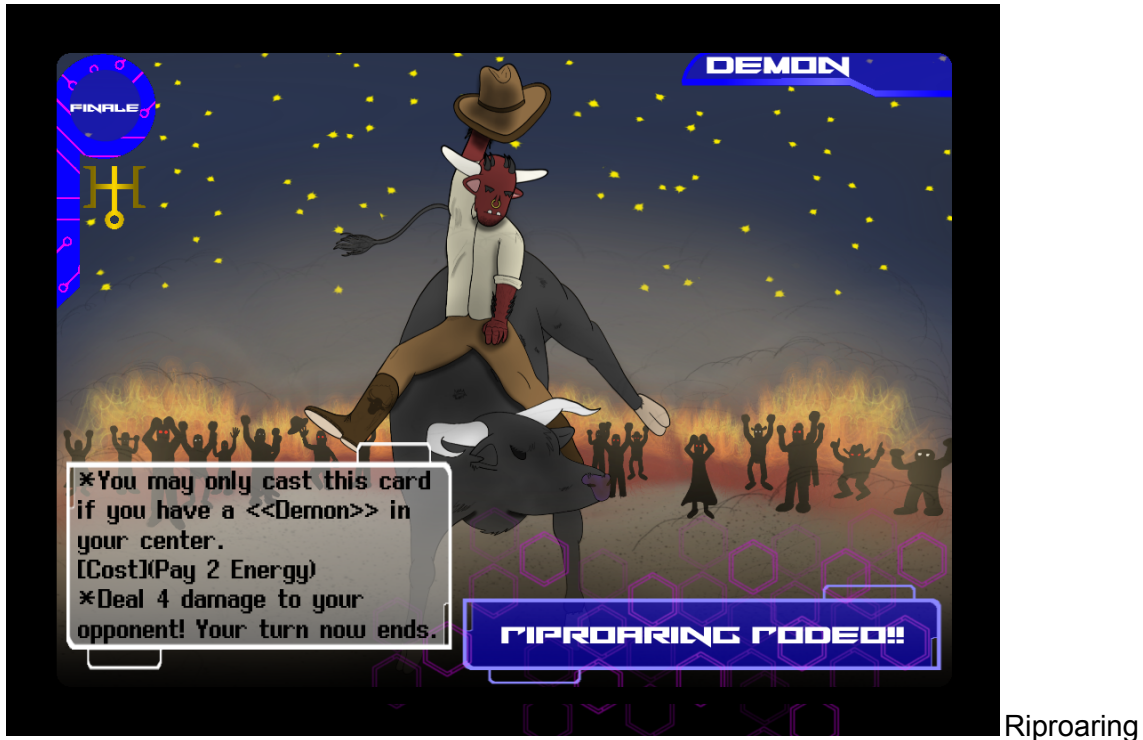 FINALE
DEMON
*You may only cast this card
if you have a <<Demon>> in
your center.
[Cost](Pay 2 Energy)
*Deal 4 damage to your
opponent! Your turn now ends.
RIPROARING RODEO!!
Riproaring